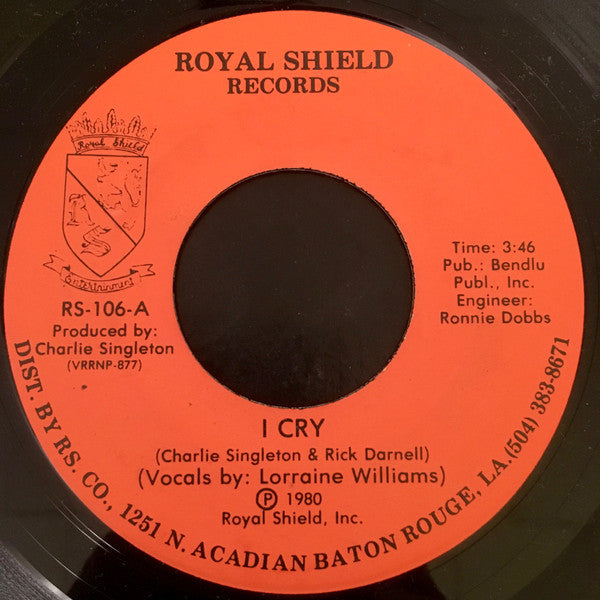 ROYAL SHIELD
RECORDS
Royal Shield
R
S
Entertainment
RS-106-A
Produced by:
Charlie Singleton
(VRRNP-877)
Time: 3:46
Pub.: Bendlu
Publ., Inc.
Engineer:
Ronnie Dobbs
I CRY
(Charlie Singleton & Rick Darnell)
(Vocals by: Lorraine Williams)
℗ 1980
Royal Shield, Inc.
DIST. BY RS. CO., 1251 N. ACADIAN BATON ROUGE, LA. (504) 383-8671